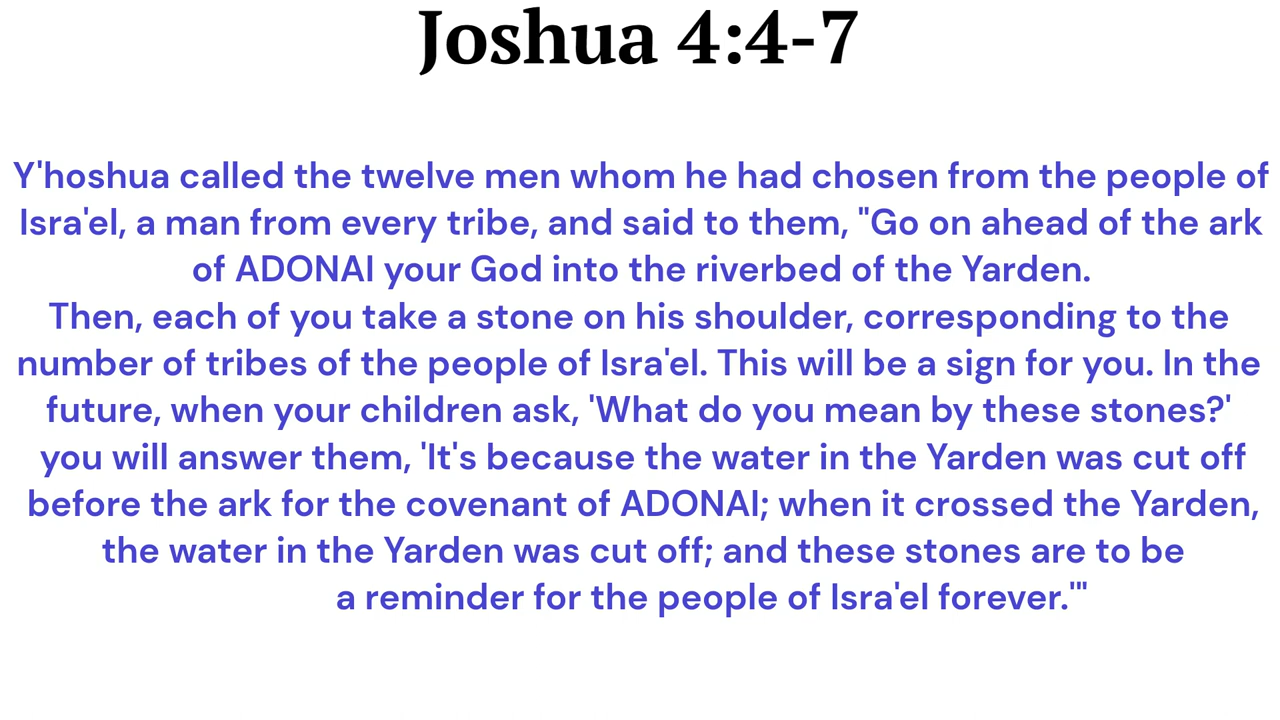 Joshua 4:4-7
Y'hoshua called the twelve men whom he had chosen from the people of
Isra'el, a man from every tribe, and said to them, "Go on ahead of the ark
of ADONAI your God into the riverbed of the Yarden.
Then, each of you take a stone on his shoulder, corresponding to the
number of tribes of the people of Isra'el. This will be a sign for you. In the
future, when your children ask, 'What do you mean by these stones?'
you will answer them, 'It's because the water in the Yarden was cut off
before the ark for the covenant of ADONAI; when it crossed the Yarden,
the water in the Yarden was cut off; and these stones are to be
a reminder for the people of Isra'el forever.'"